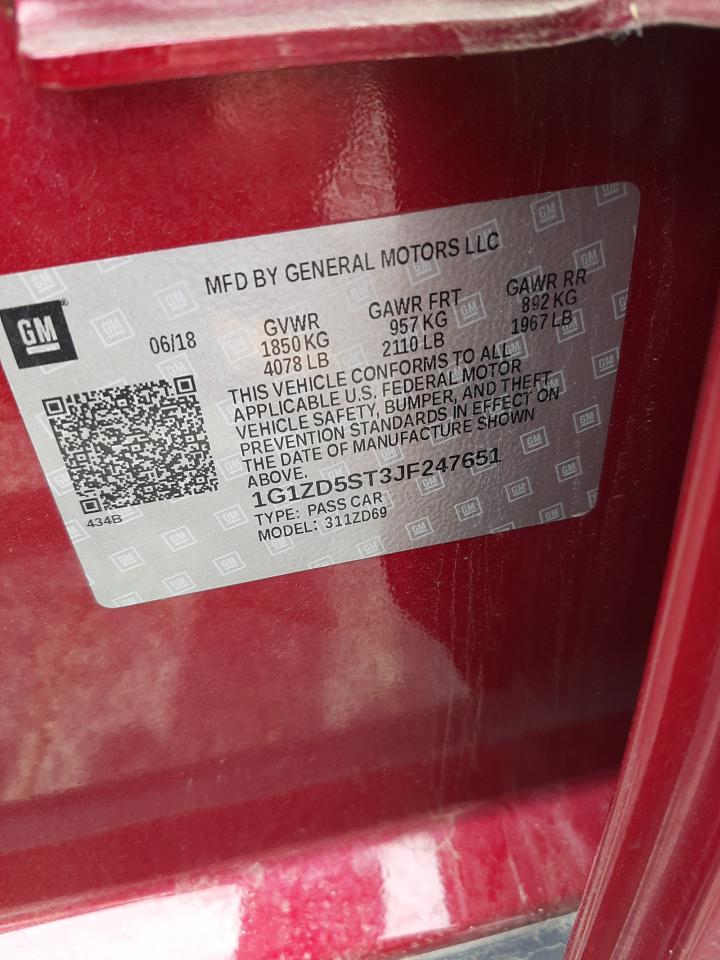 MFD BY GENERAL MOTORS LLC
GM
®
06/18
GVWR
1850 KG
4078 LB
GAWR FRT
957 KG
2110 LB
GAWR RR
892 KG
1967 LB
THIS VEHICLE CONFORMS TO ALL
APPLICABLE U.S. FEDERAL MOTOR
VEHICLE SAFETY, BUMPER, AND THEFT
PREVENTION STANDARDS IN EFFECT ON
THE DATE OF MANUFACTURE SHOWN
ABOVE.
1G1ZD5ST3JF247651
TYPE: PASS CAR
MODEL: 311ZD69
434B